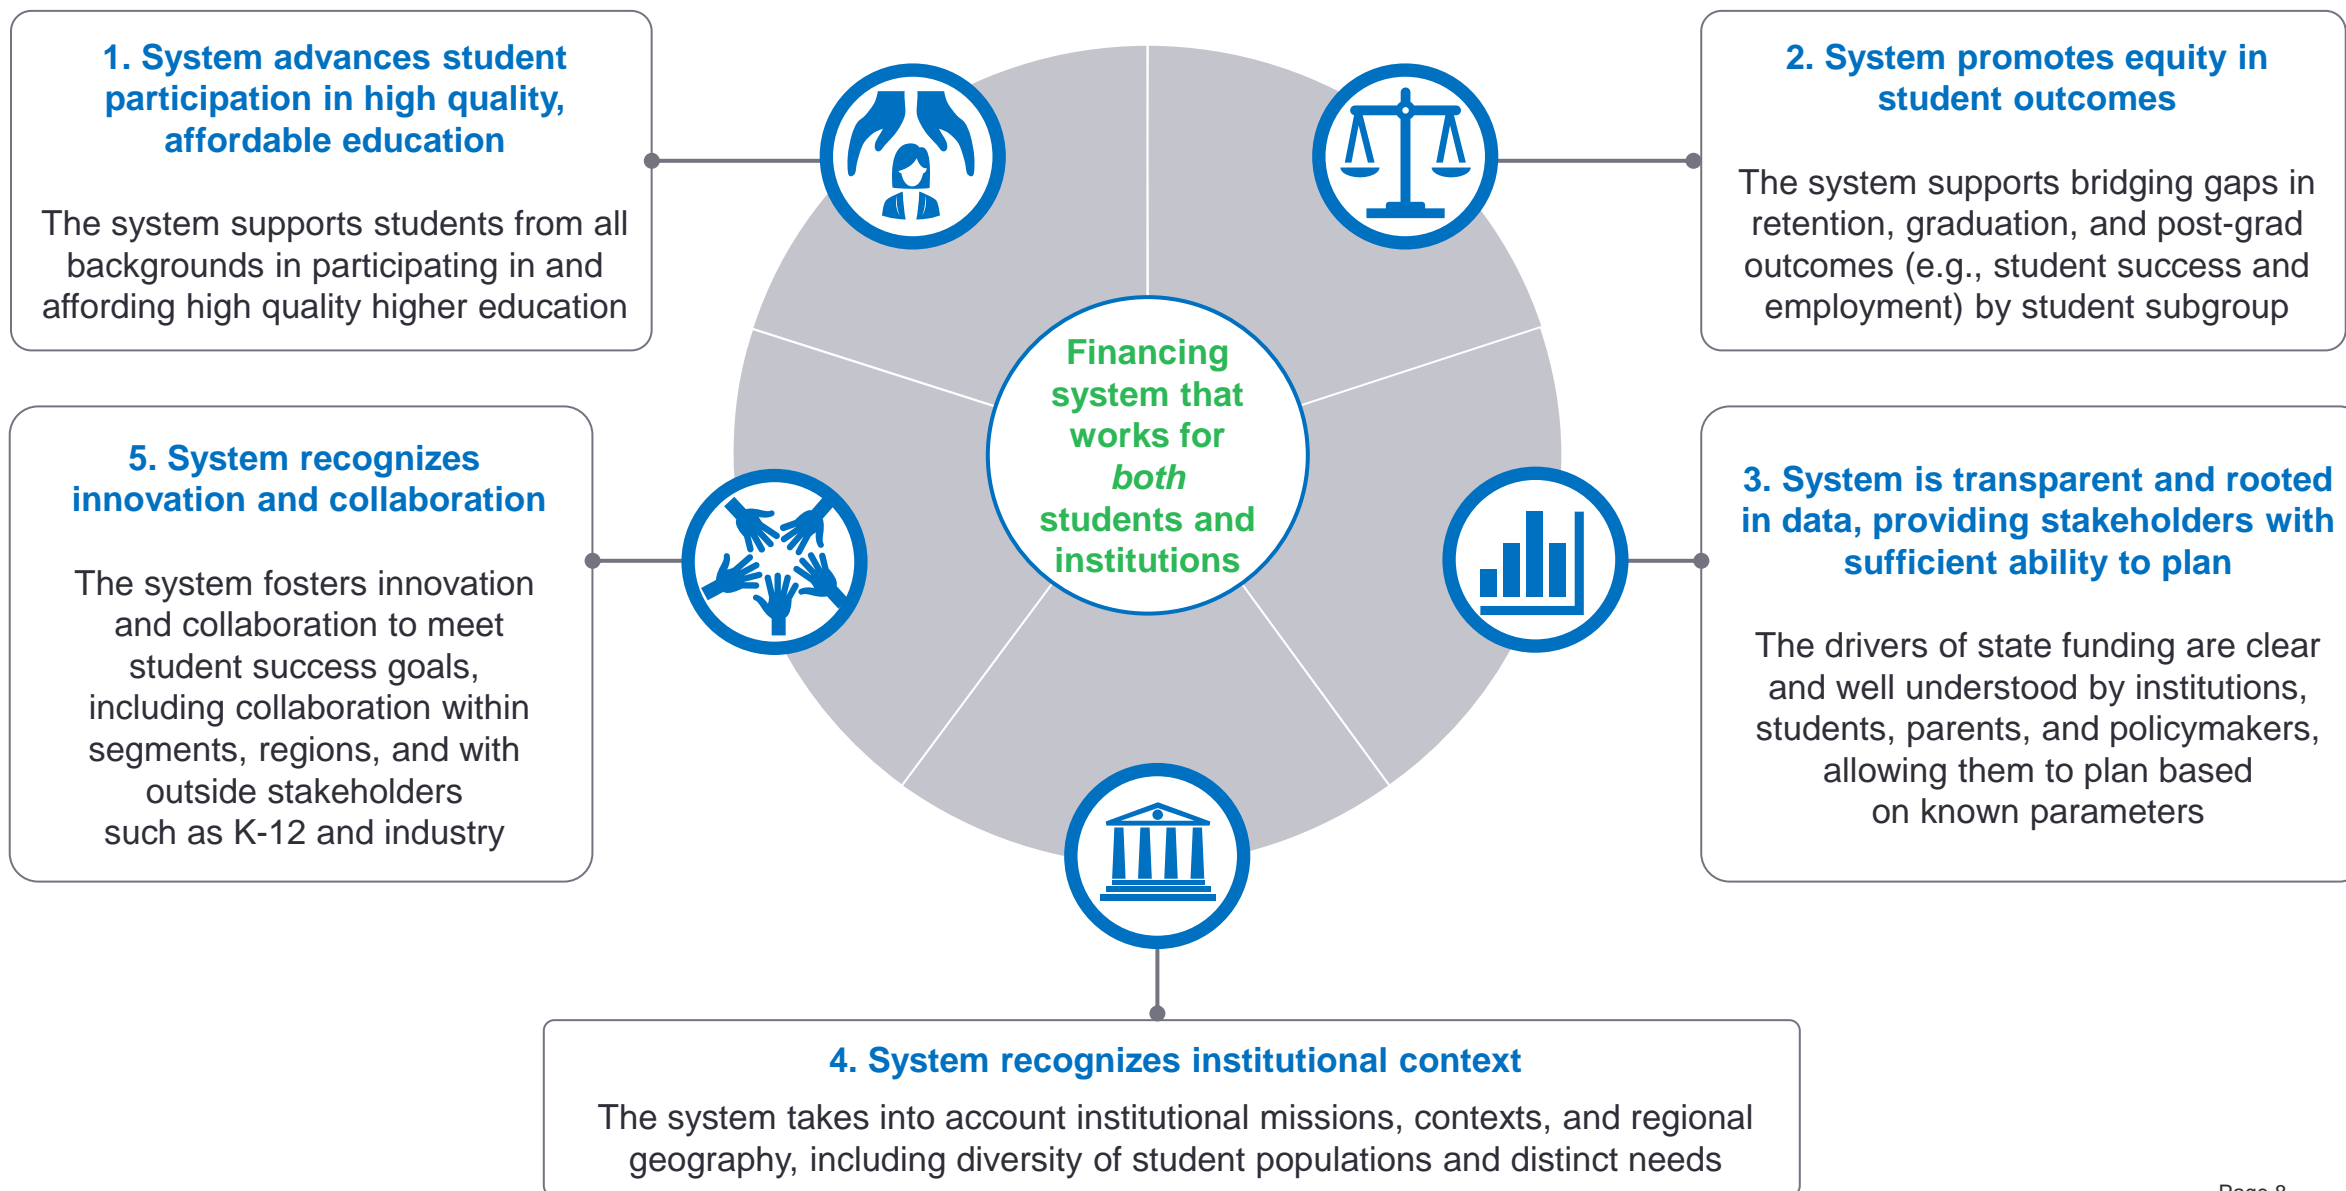 1. System advances student
participation in high quality,
affordable education
The system supports students from all
backgrounds in participating in and
affording high quality higher education
2. System promotes equity in
student outcomes
The system supports bridging gaps in
retention, graduation, and post-grad
outcomes (e.g., student success and
employment) by student subgroup
Financing
system that
works for
both
students and
institutions
3. System is transparent and rooted
in data, providing stakeholders with
sufficient ability to plan
The drivers of state funding are clear
and well understood by institutions,
students, parents, and policymakers,
allowing them to plan based
on known parameters
4. System recognizes institutional context
The system takes into account institutional missions, contexts, and regional
geography, including diversity of student populations and distinct needs
5. System recognizes
innovation and collaboration
The system fosters innovation
and collaboration to meet
student success goals,
including collaboration within
segments, regions, and with
outside stakeholders
such as K-12 and industry
Page 8